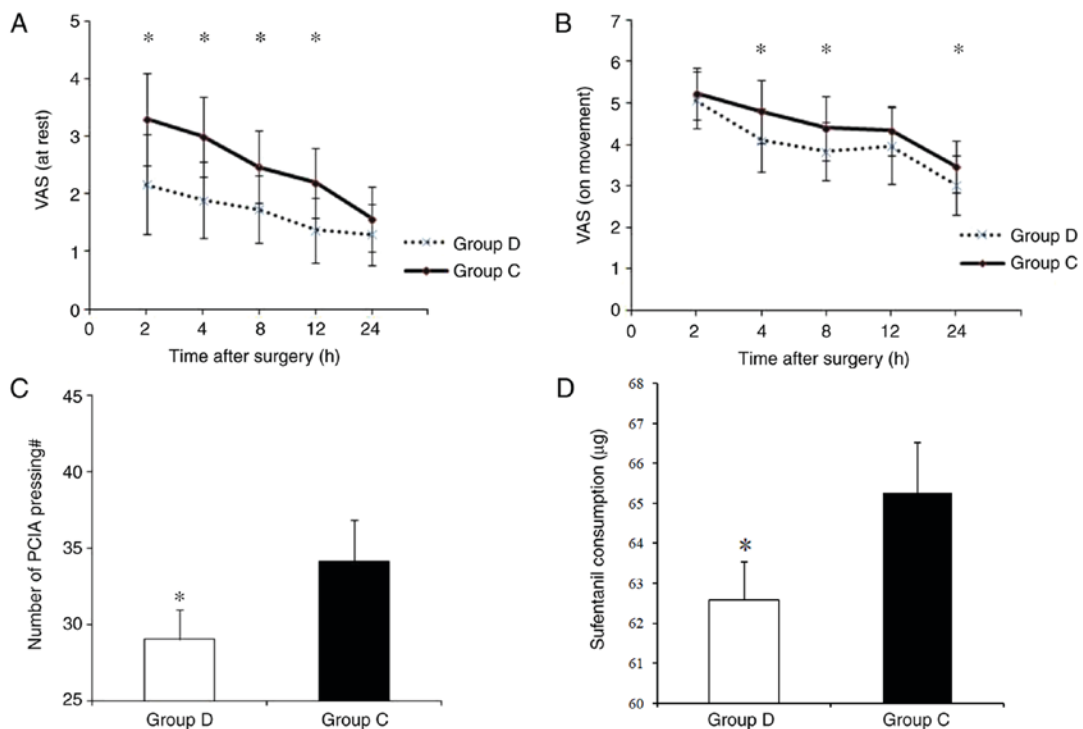 A
5
4
3
2
1
0
VAS (at rest)
* * * *
0 2 4 8 12 24
Time after surgery (h)
Group D
Group C
B
7
6
5
4
3
2
1
0
VAS (on movement)
* * *
0 2 4 8 12 24
Time after surgery (h)
Group D
Group C
C
45
40
35
30
25
Number of PCIA pressing#
*
Group D Group C
D
68
67
66
65
64
63
62
61
60
Sufentanil consumption (μg)
*
Group D Group C